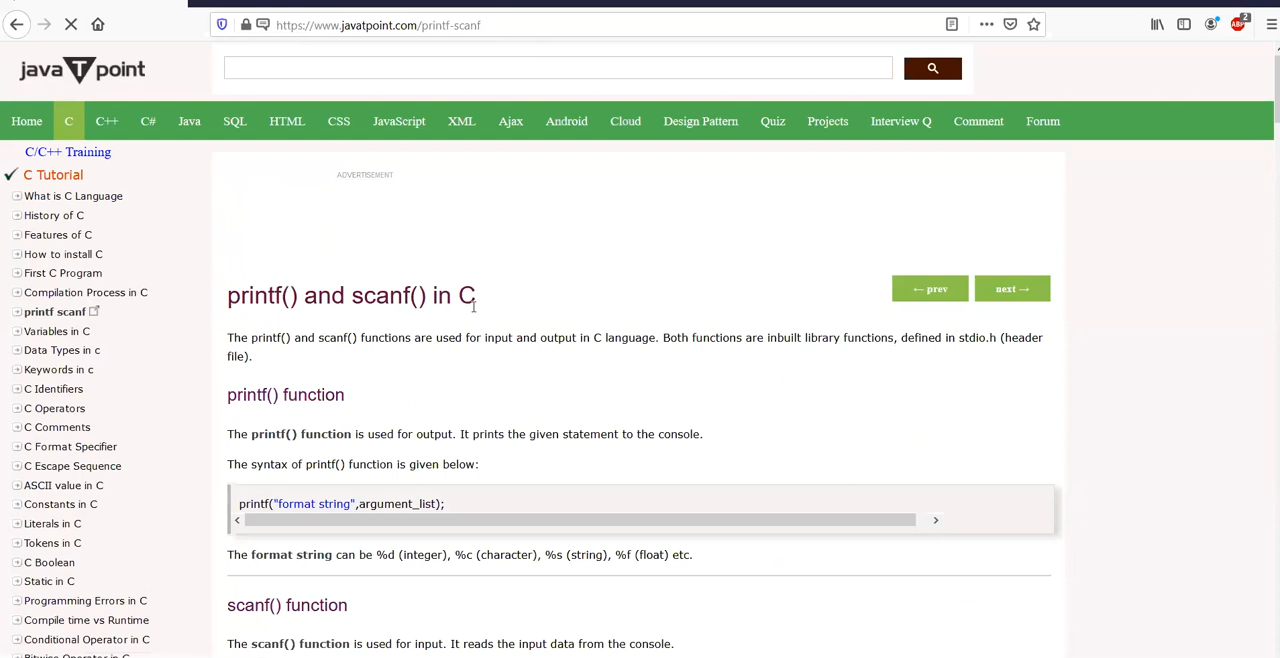 https://www.javatpoint.com/printf-scanf
ABP 2
java T point
Home C C++ C# Java SQL HTML CSS JavaScript XML Ajax Android Cloud Design Pattern Quiz Projects Interview Q Comment Forum
C/C++ Training
C Tutorial
What is C Language
History of C
Features of C
How to install C
First C Program
Compilation Process in C
printf scanf
Variables in C
Data Types in c
Keywords in c
C Identifiers
C Operators
C Comments
C Format Specifier
C Escape Sequence
ASCII value in C
Constants in C
Literals in C
Tokens in C
C Boolean
Static in C
Programming Errors in C
Compile time vs Runtime
Conditional Operator in C
Bitwise Operator in C
ADVERTISEMENT
printf() and scanf() in C
← prev next →
The printf() and scanf() functions are used for input and output in C language. Both functions are inbuilt library functions, defined in stdio.h (header
file).
printf() function
The printf() function is used for output. It prints the given statement to the console.
The syntax of printf() function is given below:
printf("format string",argument_list);
The format string can be %d (integer), %c (character), %s (string), %f (float) etc.
scanf() function
The scanf() function is used for input. It reads the input data from the console.